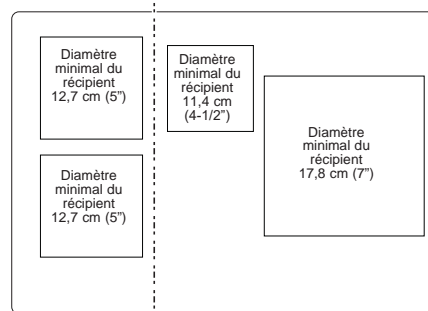 Diamètre
minimal du
récipient
12,7 cm (5")
Diamètre
minimal du
récipient
12,7 cm (5")
Diamètre
minimal du
récipient
11,4 cm
(4-1/2")
Diamètre
minimal du
récipient
17,8 cm (7")